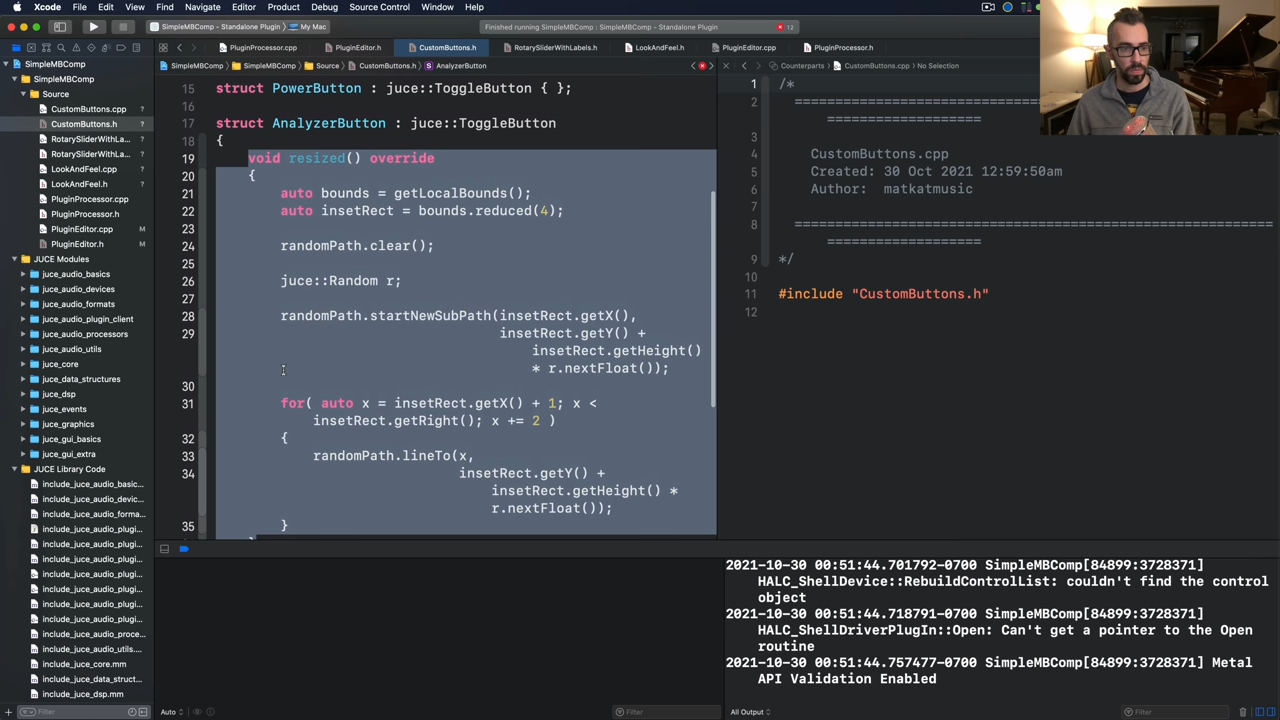 Xcode File Edit View Find Navigate Editor Product Debug Source Control Window Help
SimpleMBComp - Standalone Plugin My Mac
Finished running SimpleMBComp : Standalone Plugin 12
PluginProcessor.cpp PluginEditor.h CustomButtons.h RotarySliderWithLabels.h LookAndFeel.h PluginEditor.cpp PluginProcessor.h
SimpleMBComp SimpleMBComp Source CustomButtons.h AnalyzerButton
Counterparts CustomButtons.cpp No Selection
SimpleMBComp
SimpleMBComp
Source
CustomButtons.cpp ?
CustomButtons.h ?
RotarySliderWithLa... ?
RotarySliderWithLa... ?
LookAndFeel.cpp ?
LookAndFeel.h ?
PluginProcessor.cpp
PluginProcessor.h
PluginEditor.cpp M
PluginEditor.h M
JUCE Modules
juce_audio_basics
juce_audio_devices
juce_audio_formats
juce_audio_plugin_client
juce_audio_processors
juce_audio_utils
juce_core
juce_data_structures
juce_dsp
juce_events
juce_graphics
juce_gui_basics
juce_gui_extra
JUCE Library Code
include_juce_audio_basic...
include_juce_audio_devic...
include_juce_audio_forma...
include_juce_audio_plugi...
include_juce_audio_plugi...
include_juce_audio_plugi...
include_juce_audio_plugi...
include_juce_audio_plugi...
include_juce_audio_plugi...
include_juce_audio_plugi...
include_juce_audio_proce...
include_juce_audio_utils....
include_juce_core.mm
include_juce_data_struct...
include_juce_dsp.mm
Filter
15 struct PowerButton : juce::ToggleButton { };
16
17 struct AnalyzerButton : juce::ToggleButton
18 {
19 void resized() override
20 {
21 auto bounds = getLocalBounds();
22 auto insetRect = bounds.reduced(4);
23
24 randomPath.clear();
25
26 juce::Random r;
27
28 randomPath.startNewSubPath(insetRect.getX(),
29 insetRect.getY() +
insetRect.getHeight()
* r.nextFloat());
30
31 for( auto x = insetRect.getX() + 1; x <
insetRect.getRight(); x += 2 )
32 {
33 randomPath.lineTo(x,
34 insetRect.getY() +
insetRect.getHeight() *
r.nextFloat());
35 }
1 /*
2 ====================
===================
3
4 CustomButtons.cpp
5 Created: 30 Oct 2021 12:59:50am
6 Author: matkatmusic
7
8 ===========================================================
===================
9 */
10
11 #include "CustomButtons.h"
12
2021-10-30 00:51:44.701792-0700 SimpleMBComp[84899:3728371]
HALC_ShellDevice::RebuildControlList: couldn't find the control
object
2021-10-30 00:51:44.718791-0700 SimpleMBComp[84899:3728371]
HALC_ShellDriverPlugIn::Open: Can't get a pointer to the Open
routine
2021-10-30 00:51:44.757477-0700 SimpleMBComp[84899:3728371] Metal
API Validation Enabled
Auto Filter All Output Filter